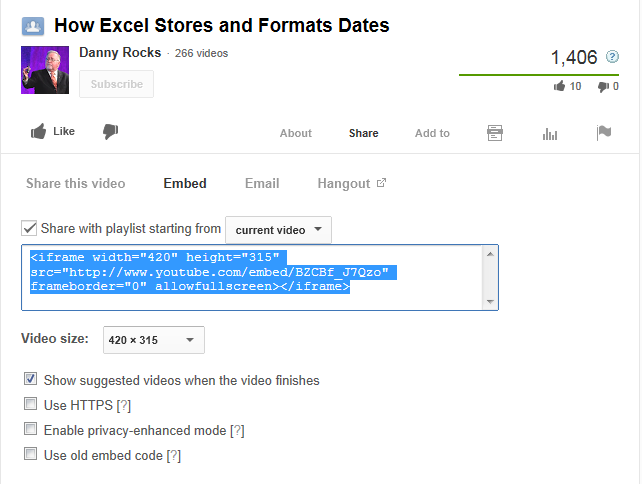 How Excel Stores and Formats Dates
Danny Rocks · 266 videos
Subscribe
1,406 ?
10 0
Like
About Share Add to
Share this video Embed Email Hangout
Share with playlist starting from current video
<iframe width="420" height="315"
src="http://www.youtube.com/embed/BZCBf_J7Qzo"
frameborder="0" allowfullscreen></iframe>
Video size: 420 × 315
Show suggested videos when the video finishes
Use HTTPS [?]
Enable privacy-enhanced mode [?]
Use old embed code [?]